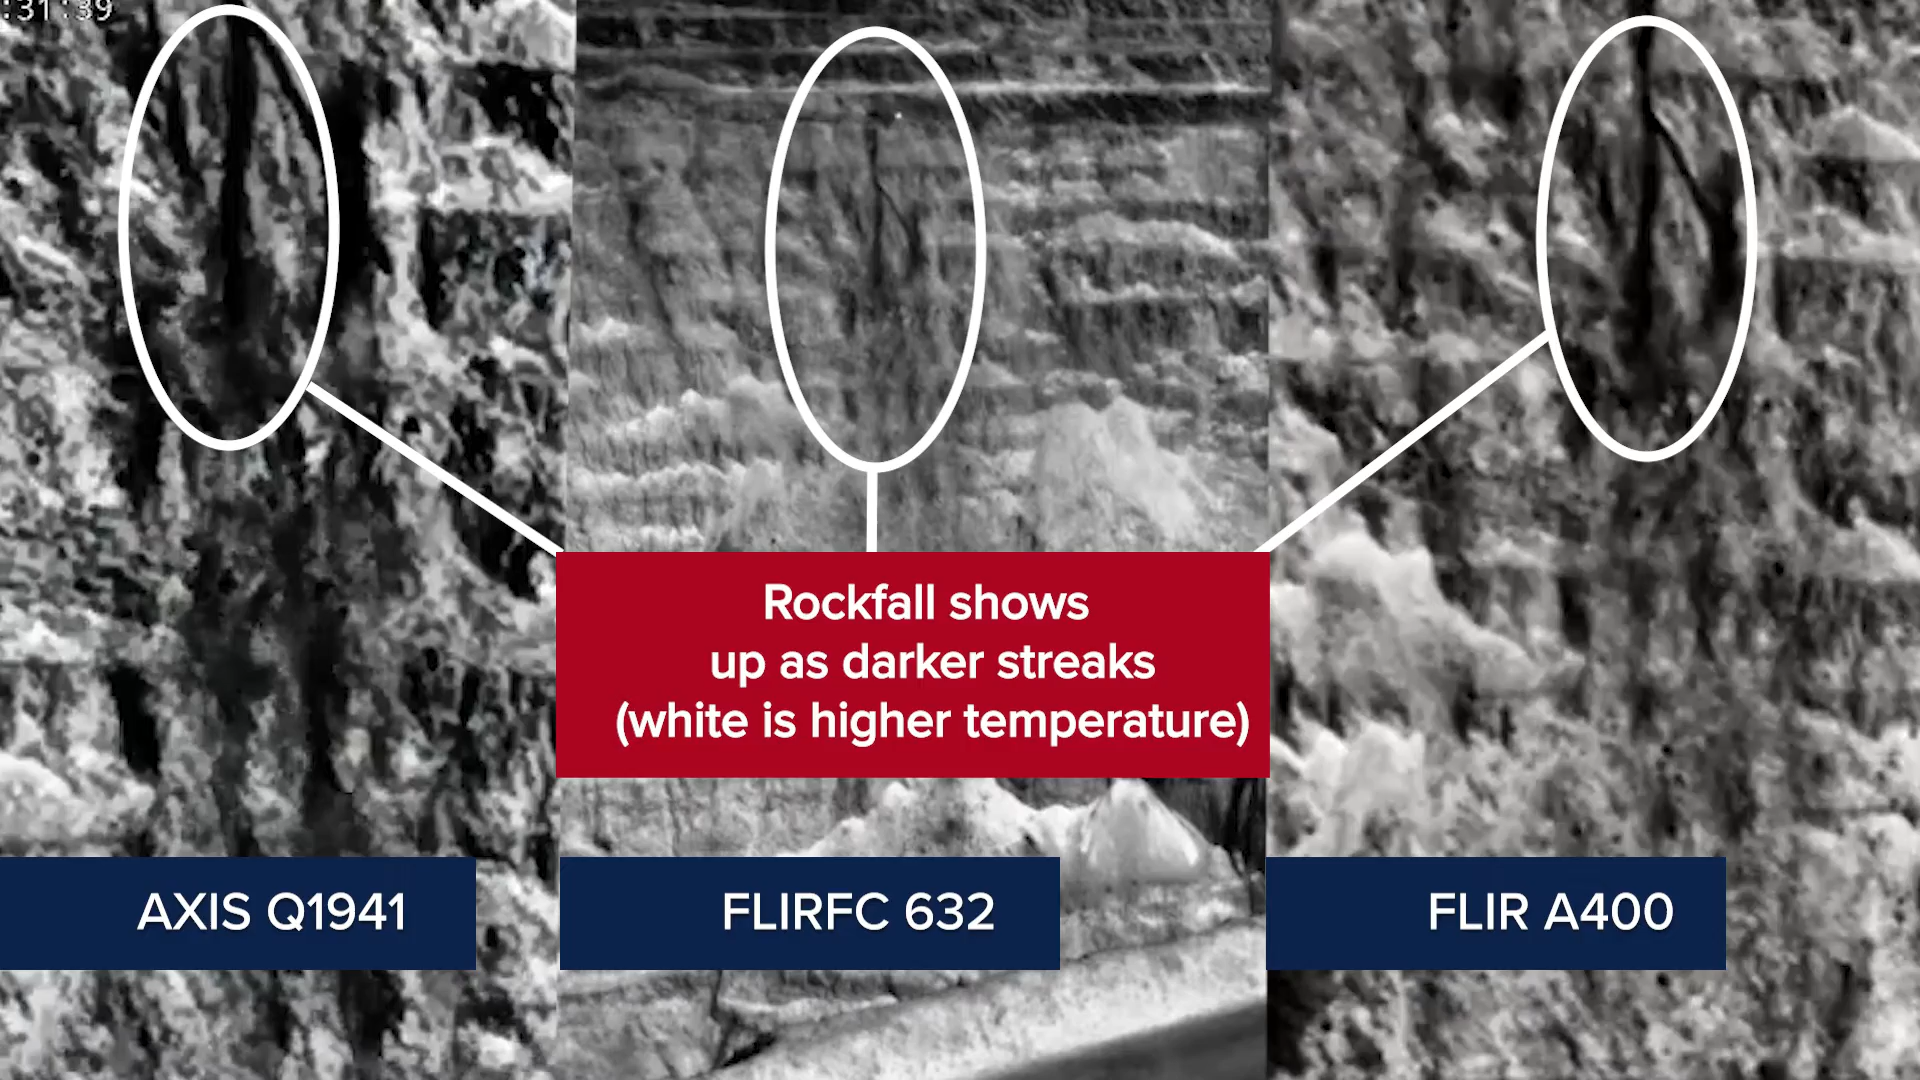 :31:39
Rockfall shows
up as darker streaks
(white is higher temperature)
AXIS Q1941
FLIRFC 632
FLIR A400